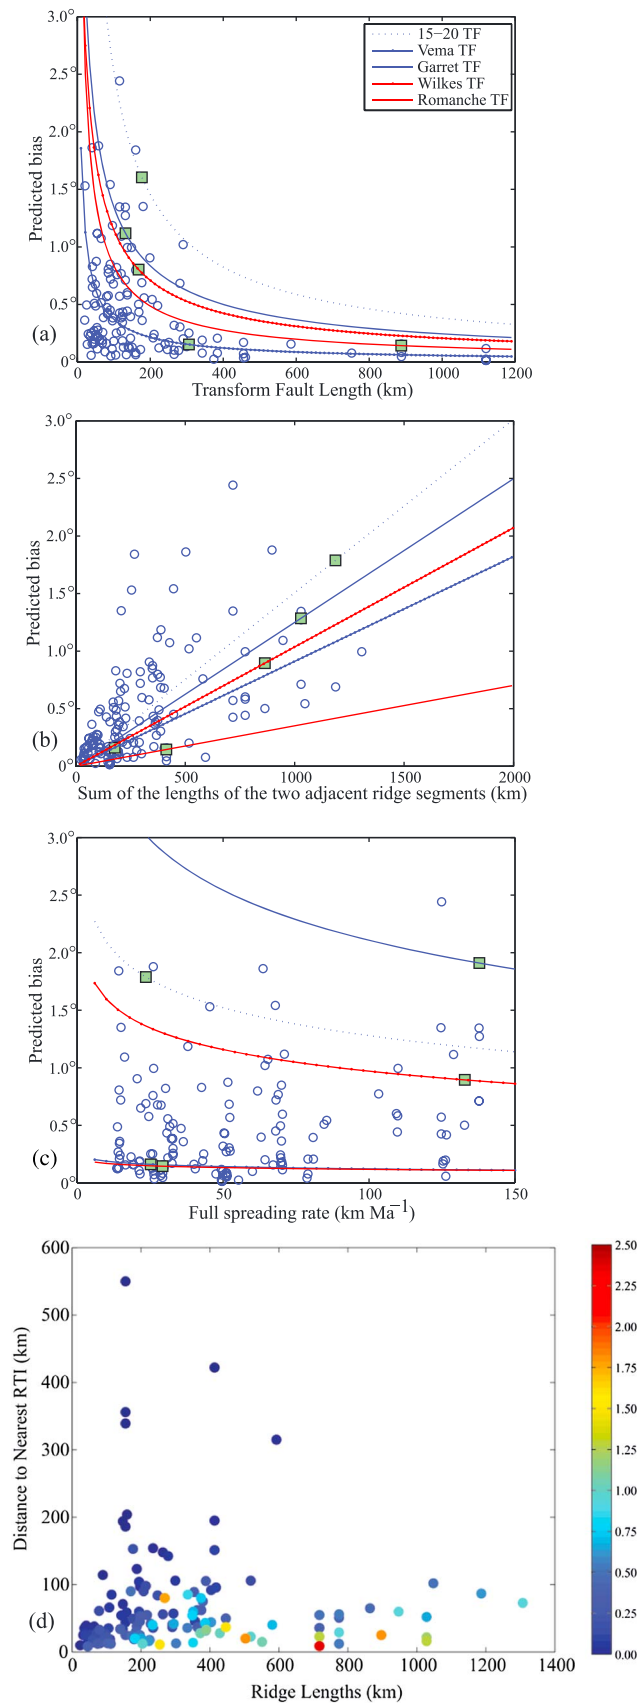 3.0°
2.5°
2.0°
1.5°
1.0°
0.5°
0°
Predicted bias
(a)
15−20 TF
Vema TF
Garret TF
Wilkes TF
Romanche TF
0 200 400 600 800 1000 1200
Transform Fault Length (km)
3.0°
2.5°
2.0°
1.5°
1.0°
0.5°
0°
Predicted bias
(b)
500 1000 1500 2000
Sum of the lengths of the two adjacent ridge segments (km)
3.0°
2.5°
2.0°
1.5°
1.0°
0.5°
0°
Predicted bias
(c)
0 50 100 150
Full spreading rate (km Ma−1)
600
500
400
300
200
100
0
Distance to Nearest RTI (km)
(d)
0 200 400 600 800 1000 1200 1400
Ridge Lengths (km)
2.50
2.25
2.00
1.75
1.50
1.25
1.00
0.75
0.50
0.25
0.00